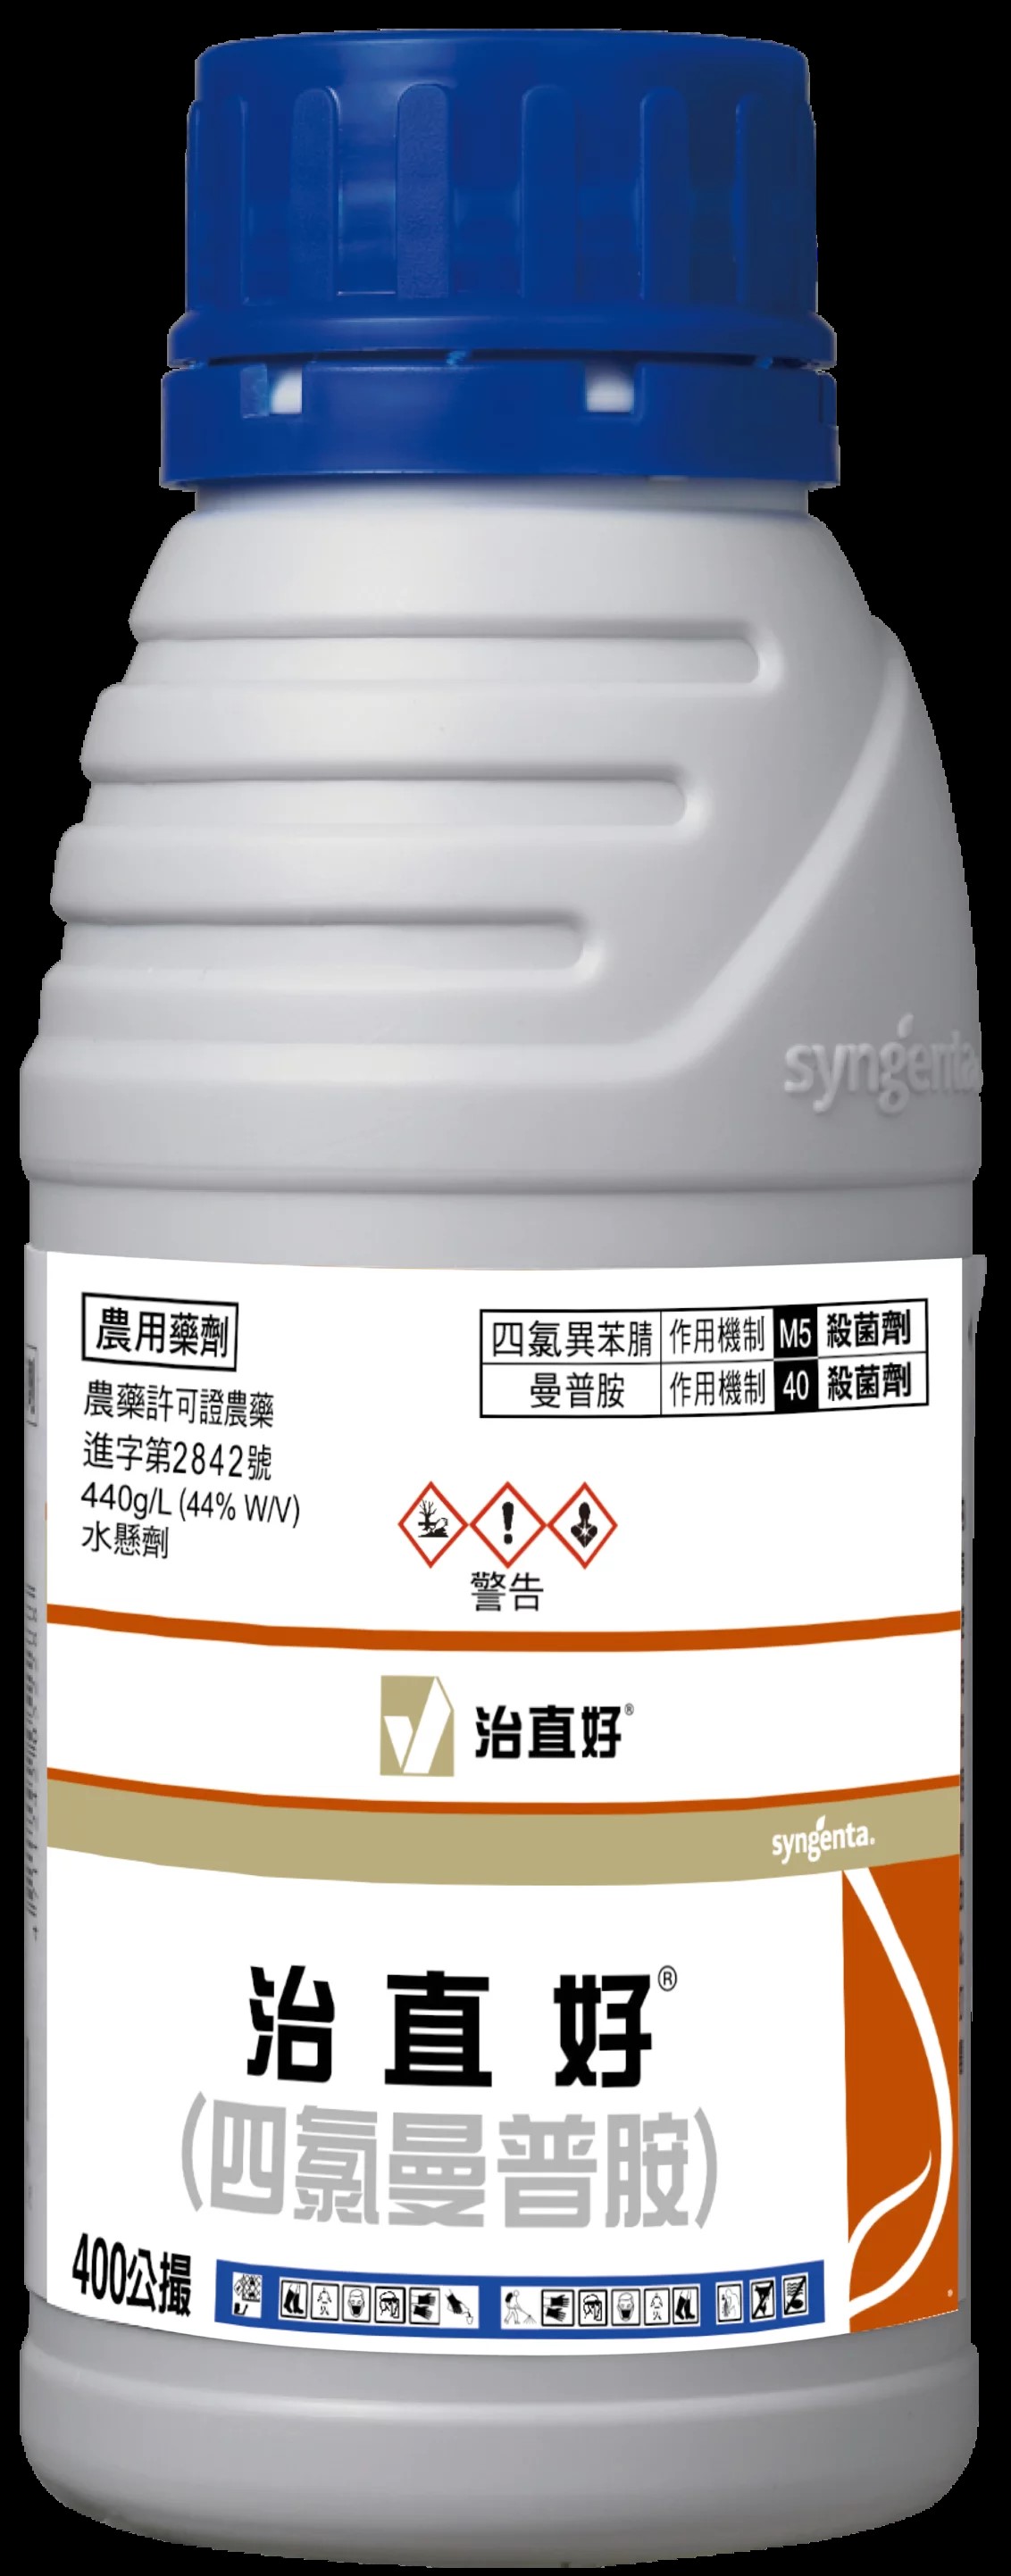 syngenta
農用藥劑
農藥許可證農藥
進字第2842號
440g/L (44% W/V)
水懸劑
四氯異苯腈 作用機制 M5 殺菌劑
曼普胺 作用機制 40 殺菌劑
警告
治直好®
syngenta.
治直好®
(四氯曼普胺)
400公撮